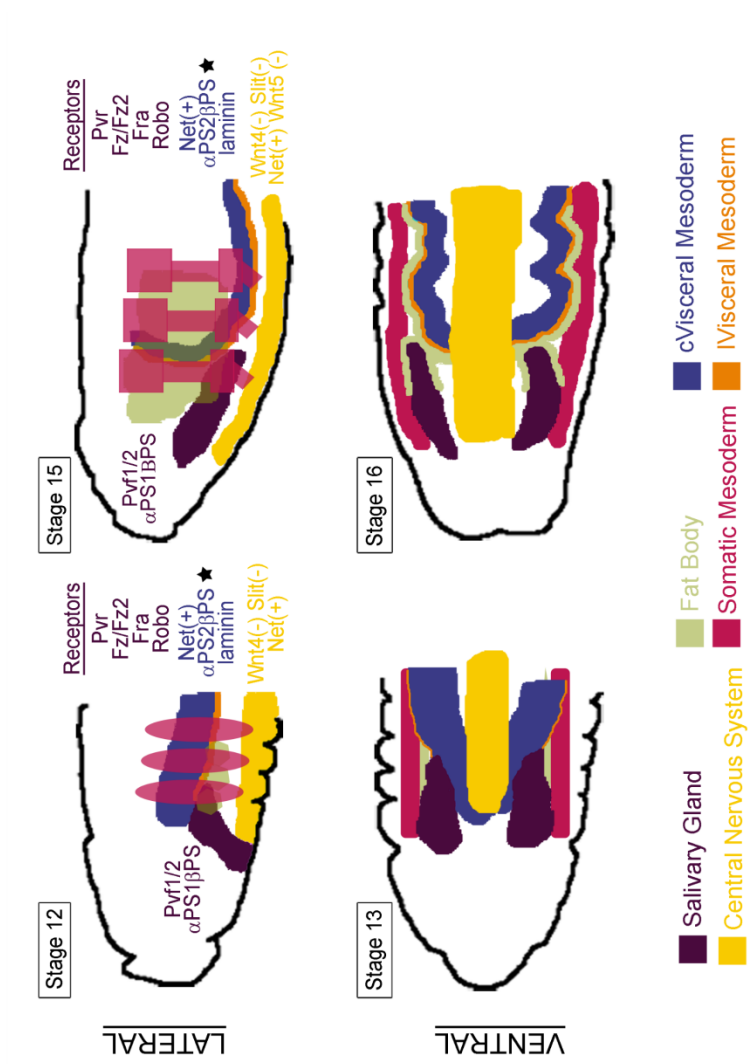 LATERAL
Stage 12
Pvf1/2
αPS1βPS
Receptors
Pvr
Fz/Fz2
Fra
Robo
Net(+)
αPS2βPS ★
laminin
Wnt4(-) Slit(-)
Net(+)
Stage 15
Pvf1/2
αPS1BPS
Receptors
Pvr
Fz/Fz2
Fra
Robo
Net(+)
αPS2βPS ★
laminin
Wnt4(-) Slit(-)
Net(+) Wnt5 (-)
VENTRAL
Stage 13
Stage 16
Salivary Gland
Fat Body
cVisceral Mesoderm
Central Nervous System
Somatic Mesoderm
lVisceral Mesoderm